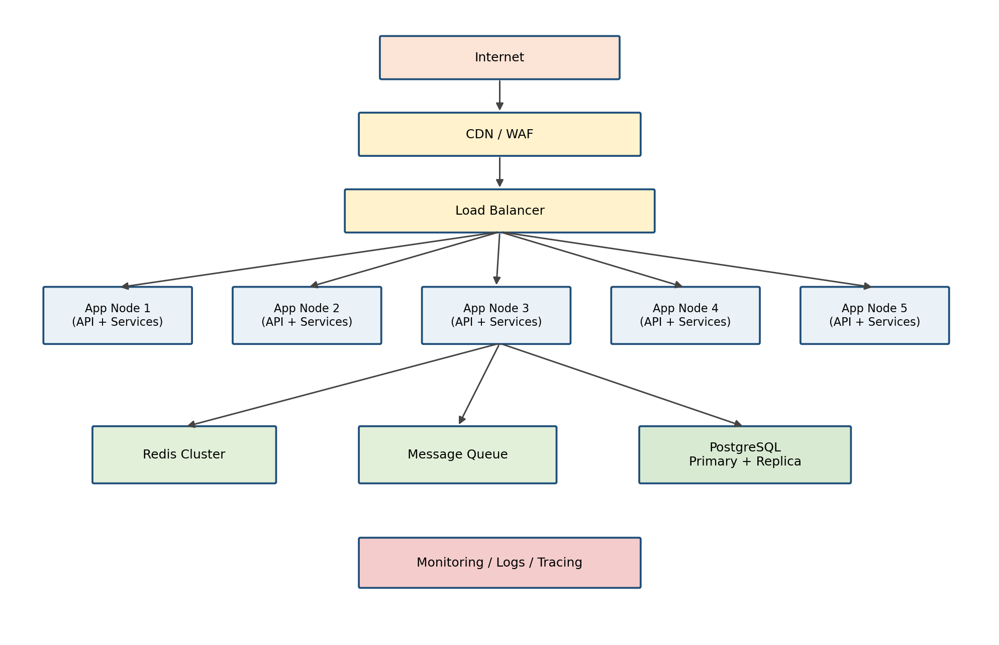 Internet
CDN / WAF
Load Balancer
App Node 1
(API + Services)
App Node 2
(API + Services)
App Node 3
(API + Services)
App Node 4
(API + Services)
App Node 5
(API + Services)
Redis Cluster
Message Queue
PostgreSQL
Primary + Replica
Monitoring / Logs / Tracing